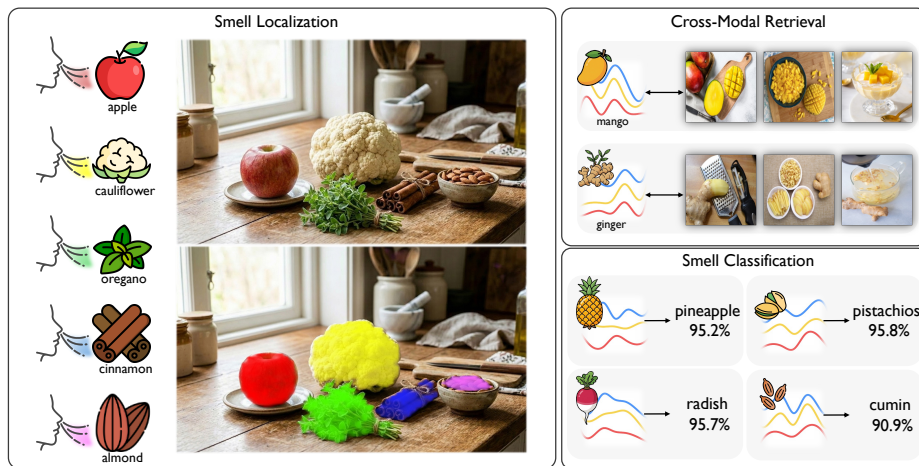 Smell Localization
apple
cauliflower
oregano
cinnamon
almond
Cross-Modal Retrieval
mango
ginger
Smell Classification
pineapple
95.2%
pistachios
95.8%
radish
95.7%
cumin
90.9%